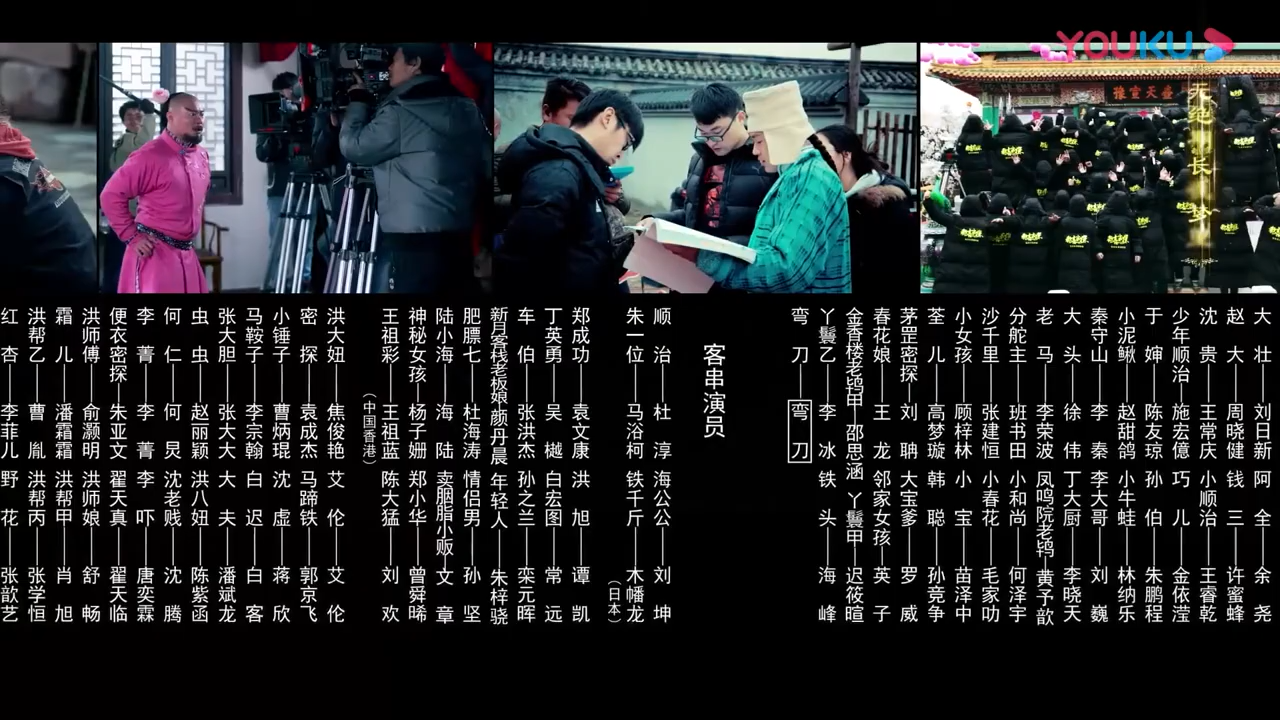 YOUKU
天绝 长 梦
大壮——刘日新 阿全——余尧
赵大——周晓健 钱三——许蜜蜂
沈贵——王常庆 小顺治——王睿乾
少年顺治——施宏億 巧儿——金依滢
于婶——陈友琼 孙伯——朱鹏程
小泥鳅——赵甜鸽 小牛蛙——林纳乐
秦守山——李秦 李大哥——刘巍
大头——徐伟 丁大厨——李晓天
老马——李荣波 凤鸣院老鸨——黄予歆
分舵主——班书田 小和尚——何泽宇
沙千里——张建恒 小春花——毛家叻
小女孩——顾梓林 小宝——苗泽中
荃儿——高梦璇 韩聪——孙竞争
茅罡密探——刘聃 大宝爹——罗威
春花娘——王龙 邻家女孩——英子
金香楼老鸨甲——邵思涵 丫鬟甲——迟筱暄
丫鬟乙——李冰 铁头——海峰
弯刀——弯刀
客串演员
顺治——杜淳 海公公——刘坤
朱一位——马浴柯 铁千斤——木幡龙
（日本）
郑成功——袁文康 洪旭——谭凯
丁英勇——吴樾 白宏图——常远
车伯——张洪杰 孙之兰——栾元晖
新月客栈老板娘——颜丹晨 年轻人——朱梓骁
肥膘七——杜海涛 情侣男——孙坚
陆小海——海陆 卖胭脂小贩——文章
神秘女孩——杨子姗 郑小华——曾舜晞
王祖彩——王祖蓝 陈大猛——刘欢
（中国香港）
洪大妞——焦俊艳 艾伦——艾伦
密探——袁成杰 马蹄铁——郭京飞
小锤子——曹炳琨 沈虚——蒋欣
马鞍子——李宗翰 白迟——白客
张大胆——张大大 大夫——潘斌龙
虫虫——赵丽颖 洪八妞——陈紫函
何仁——何炅 沈老贱——沈腾
李菁——李菁 李吓——唐奕霖
便衣密探——朱亚文 翟天真——翟天临
洪师傅——俞灏明 洪师娘——舒畅
霜儿——潘霜霜 洪帮甲——肖旭
洪帮乙——曹胤 洪帮丙——张学恒
红杏——李菲儿 野花——张歆艺